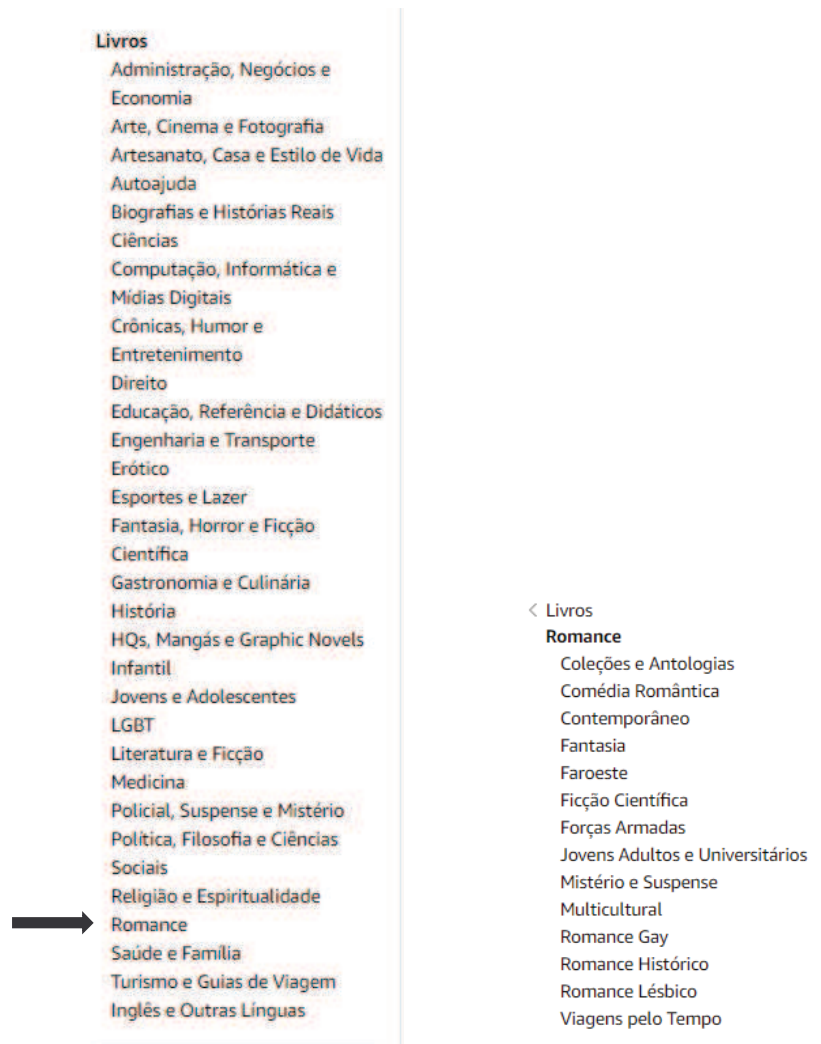 Livros
Administração, Negócios e
Economia
Arte, Cinema e Fotografia
Artesanato, Casa e Estilo de Vida
Autoajuda
Biografias e Histórias Reais
Ciências
Computação, Informática e
Mídias Digitais
Crônicas, Humor e
Entretenimento
Direito
Educação, Referência e Didáticos
Engenharia e Transporte
Erótico
Esportes e Lazer
Fantasia, Horror e Ficção
Científica
Gastronomia e Culinária
História
HQs, Mangás e Graphic Novels
Infantil
Jovens e Adolescentes
LGBT
Literatura e Ficção
Medicina
Policial, Suspense e Mistério
Política, Filosofia e Ciências
Sociais
Religião e Espiritualidade
Romance
Saúde e Família
Turismo e Guias de Viagem
Inglês e Outras Línguas
< Livros
Romance
Coleções e Antologias
Comédia Romântica
Contemporâneo
Fantasia
Faroeste
Ficção Científica
Forças Armadas
Jovens Adultos e Universitários
Mistério e Suspense
Multicultural
Romance Gay
Romance Histórico
Romance Lésbico
Viagens pelo Tempo